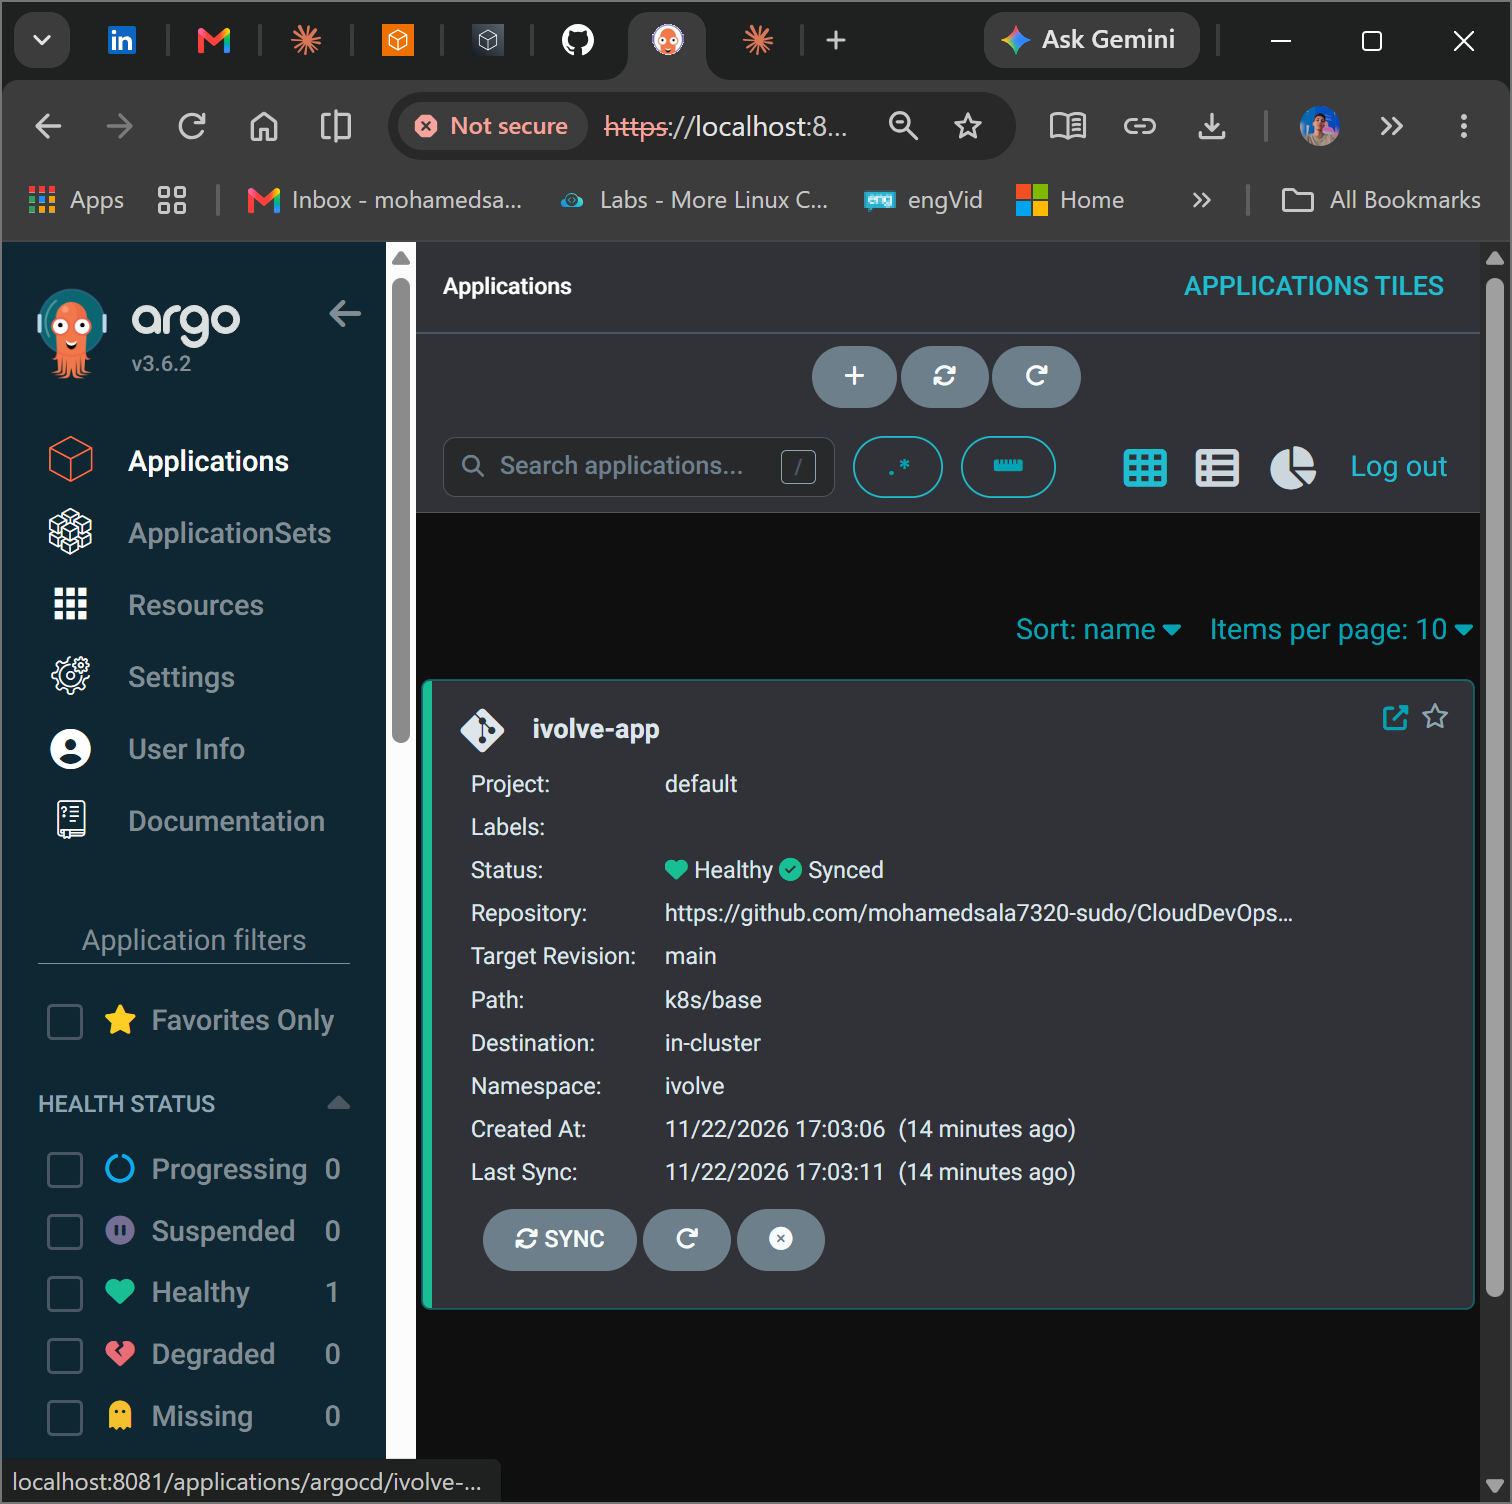 Ask Gemini
Not secure https://localhost:8...
Apps Inbox - mohamedsa... Labs - More Linux C... engVid Home All Bookmarks
argo
v3.6.2
Applications
ApplicationSets
Resources
Settings
User Info
Documentation
Application filters
Favorites Only
HEALTH STATUS
Progressing 0
Suspended 0
Healthy 1
Degraded 0
Missing 0
Applications APPLICATIONS TILES
Search applications... / .* Log out
Sort: name Items per page: 10
ivolve-app
Project: default
Labels:
Status: Healthy Synced
Repository: https://github.com/mohamedsala7320-sudo/CloudDevOps...
Target Revision: main
Path: k8s/base
Destination: in-cluster
Namespace: ivolve
Created At: 11/22/2026 17:03:06 (14 minutes ago)
Last Sync: 11/22/2026 17:03:11 (14 minutes ago)
SYNC
localhost:8081/applications/argocd/ivolve-...